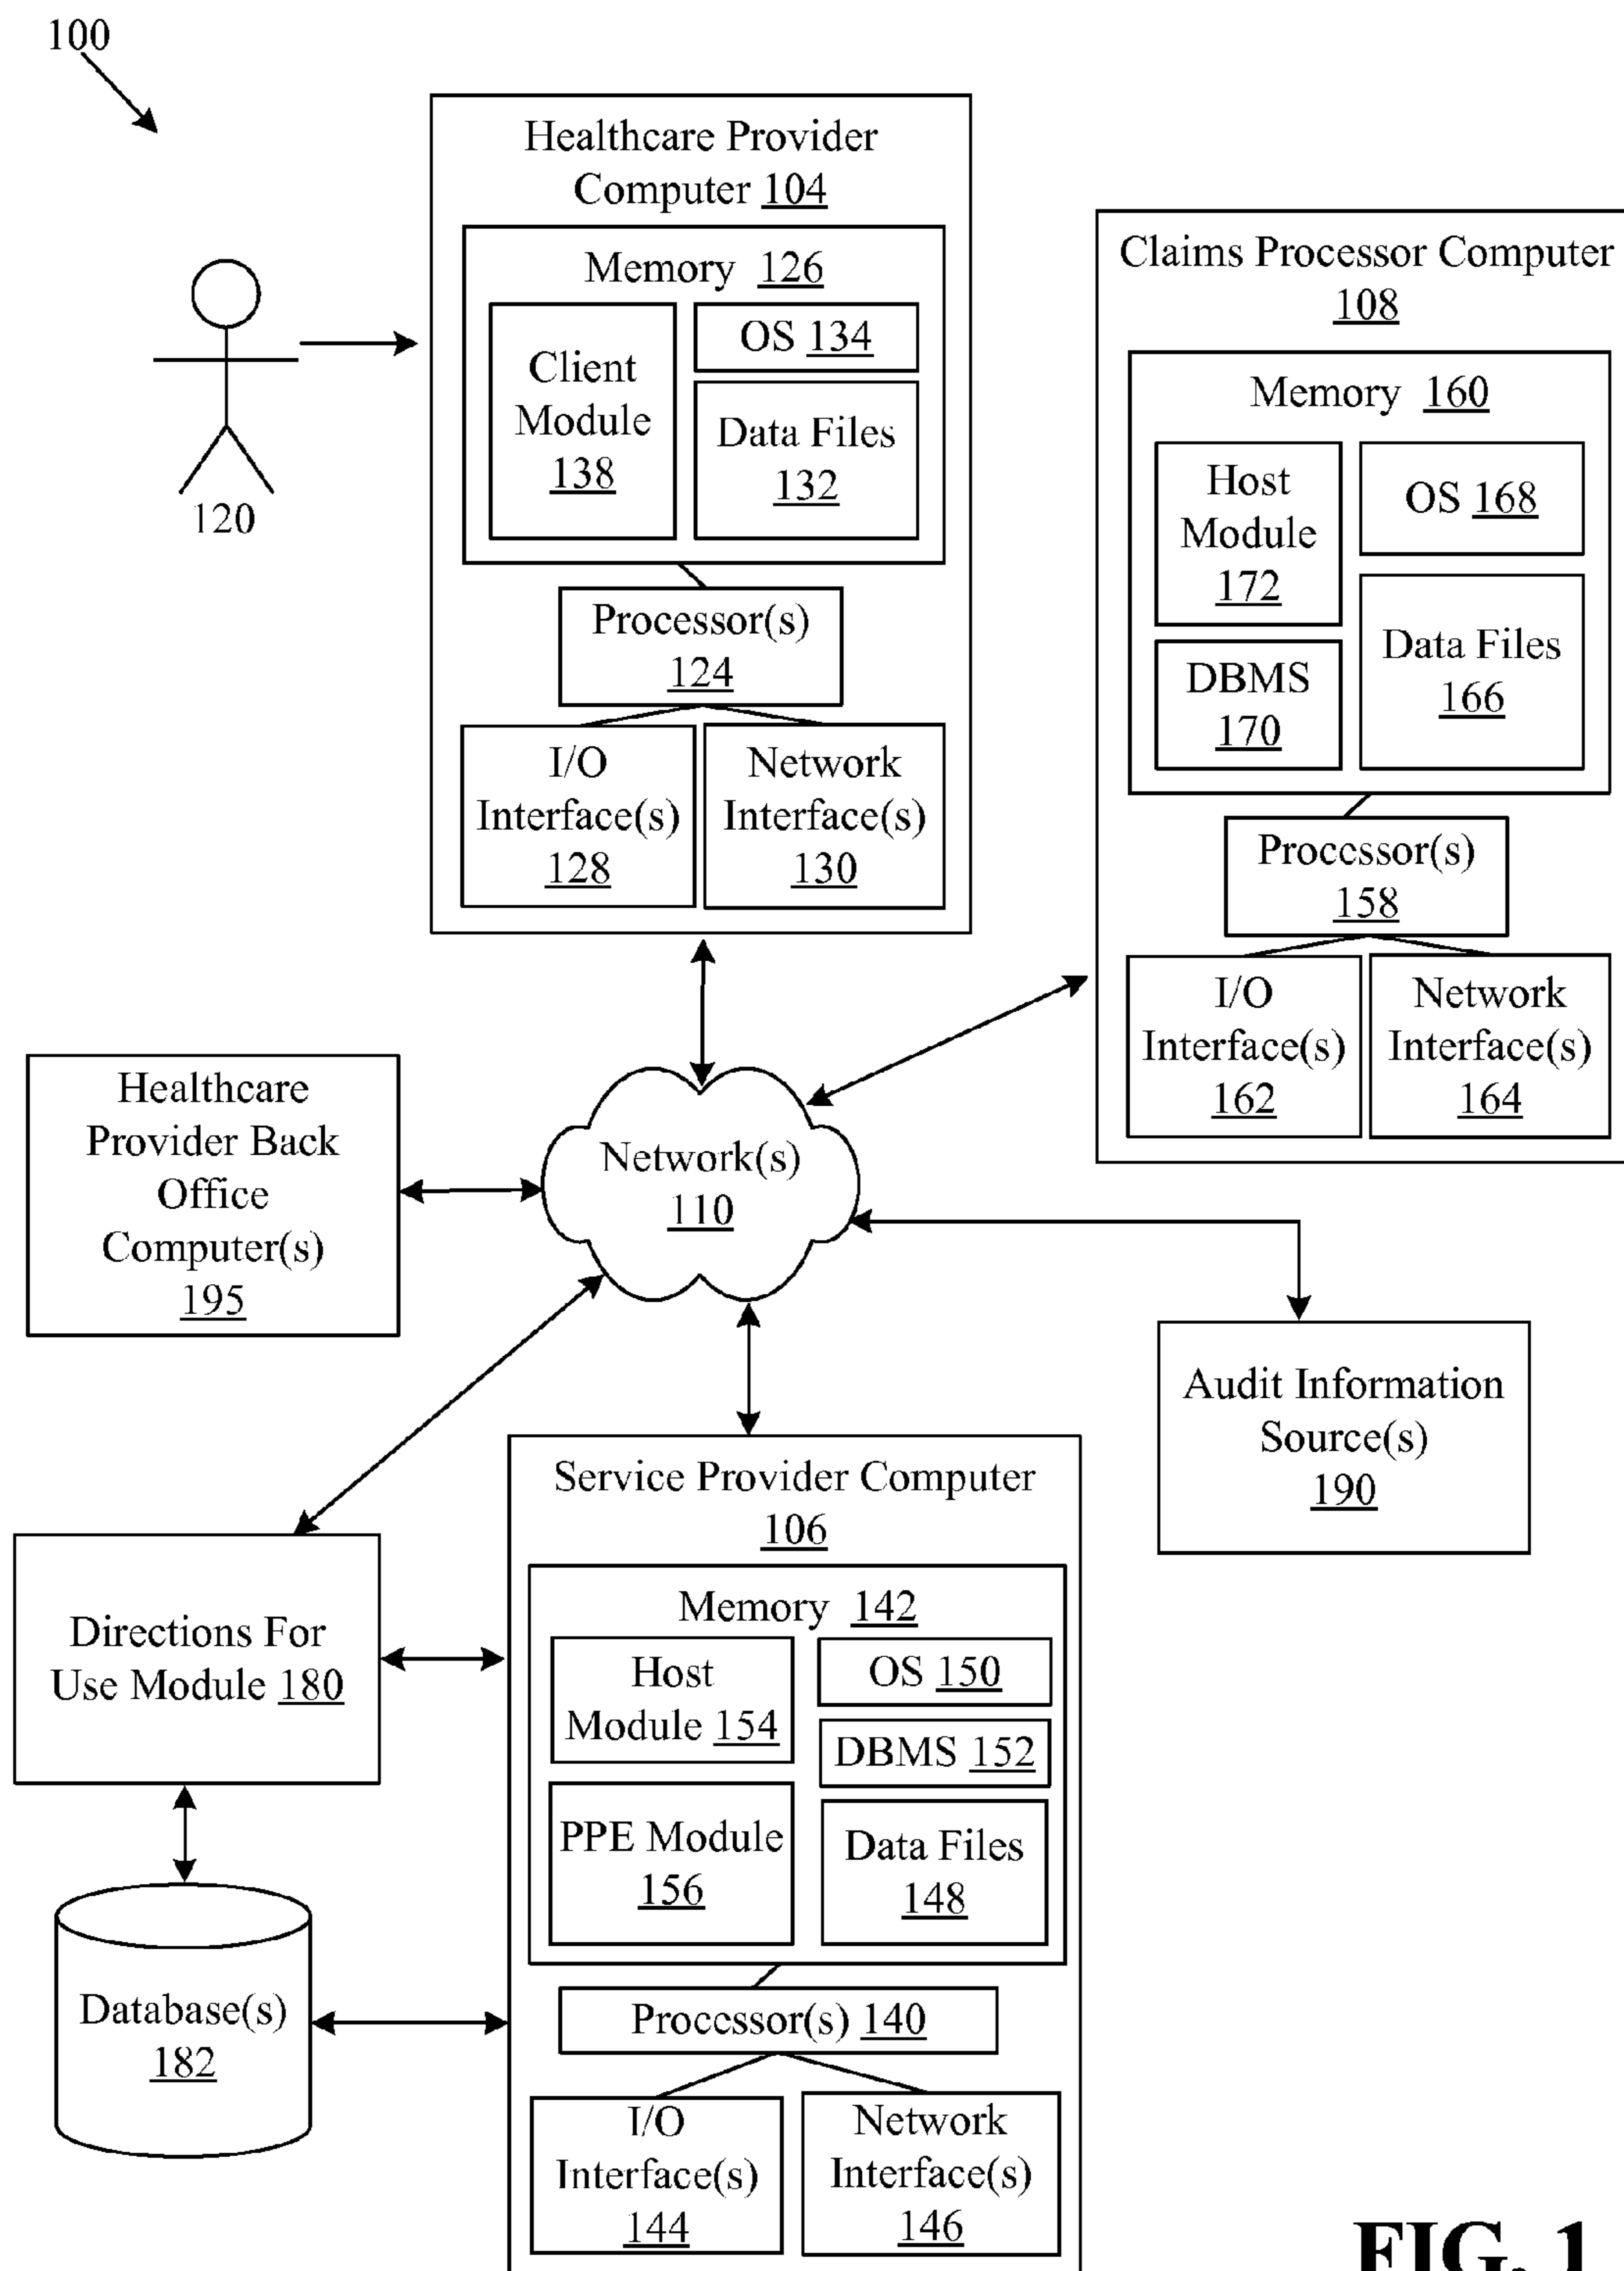 100
Healthcare Provider
Computer 104
Memory 126
Client
Module
138
OS 134
Data Files
132
Processor(s)
124
I/O
Interface(s)
128
Network
Interface(s)
130
120
Claims Processor Computer
108
Memory 160
Host
Module
172
OS 168
DBMS
170
Data Files
166
Processor(s)
158
I/O
Interface(s)
162
Network
Interface(s)
164
Healthcare
Provider Back
Office
Computer(s)
195
Network(s)
110
Audit Information
Source(s)
190
Directions For
Use Module 180
Database(s)
182
Service Provider Computer
106
Memory 142
Host
Module 154
OS 150
DBMS 152
PPE Module
156
Data Files
148
Processor(s) 140
I/O
Interface(s)
144
Network
Interface(s)
146
FIG. 1